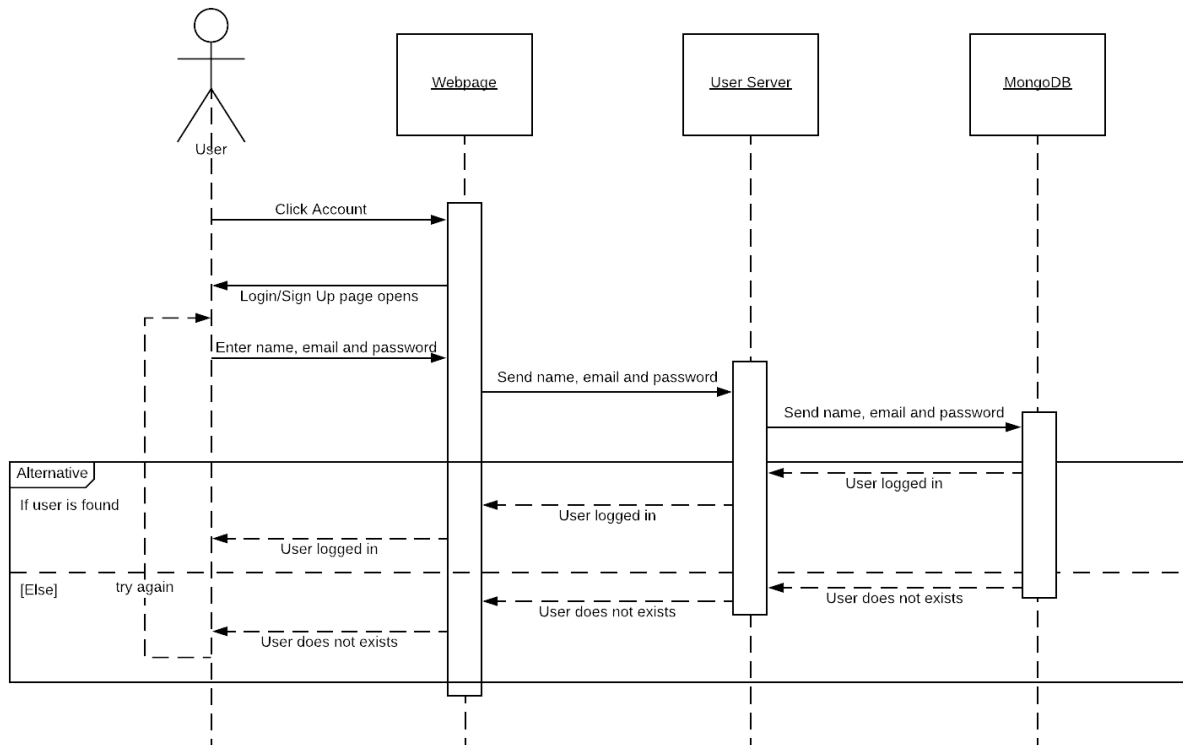 Webpage
User Server
MongoDB
User
Click Account
Login/Sign Up page opens
Enter name, email and password
Send name, email and password
Send name, email and password
Alternative
User logged in
If user is found
User logged in
User logged in
[Else]
try again
User does not exists
User does not exists
User does not exists